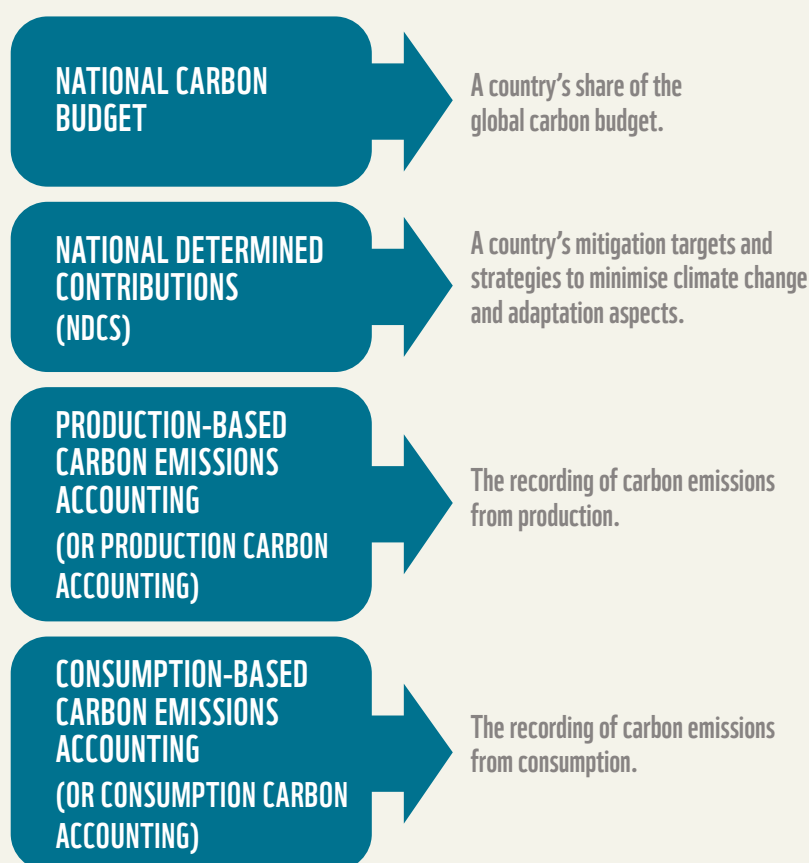 NATIONAL CARBON
BUDGET
A country’s share of the
global carbon budget.
NATIONAL DETERMINED
CONTRIBUTIONS
(NDCS)
A country’s mitigation targets and
strategies to minimise climate change
and adaptation aspects.
PRODUCTION-BASED
CARBON EMISSIONS
ACCOUNTING
(OR PRODUCTION CARBON
ACCOUNTING)
The recording of carbon emissions
from production.
CONSUMPTION-BASED
CARBON EMISSIONS
ACCOUNTING
(OR CONSUMPTION CARBON
ACCOUNTING)
The recording of carbon emissions
from consumption.